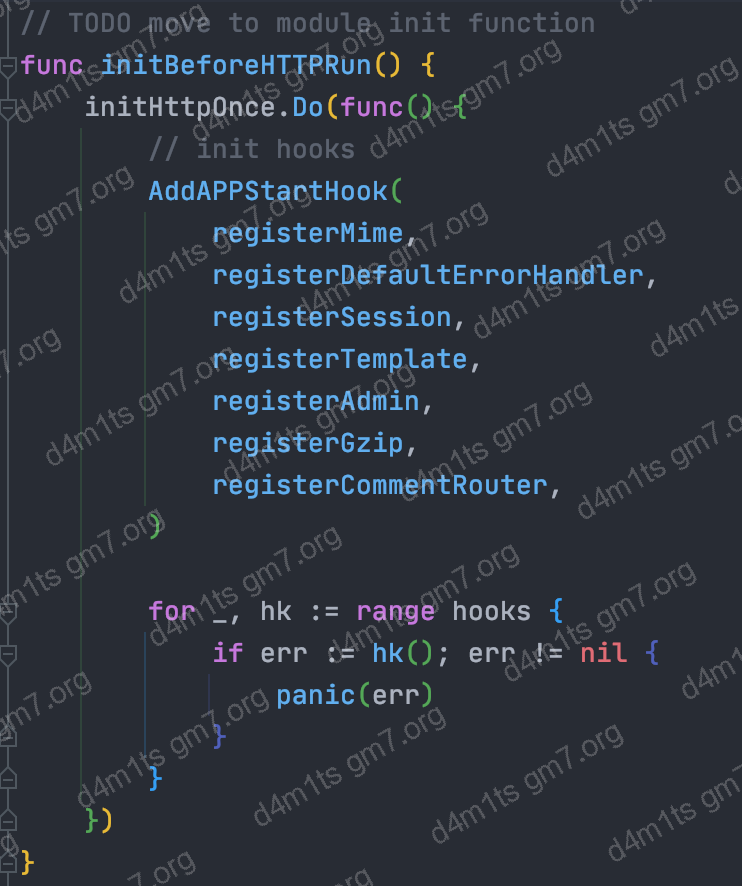 // TODO move to module init function
func initBeforeHTTPRun() {
    initHttpOnce.Do(func() {
        // init hooks
        AddAPPStartHook(
            registerMime,
            registerDefaultErrorHandler,
            registerSession,
            registerTemplate,
            registerAdmin,
            registerGzip,
            registerCommentRouter,
        )

        for _, hk := range hooks {
            if err := hk(); err != nil {
                panic(err)
            }
        }
    })
}
d4m1ts gm7.org